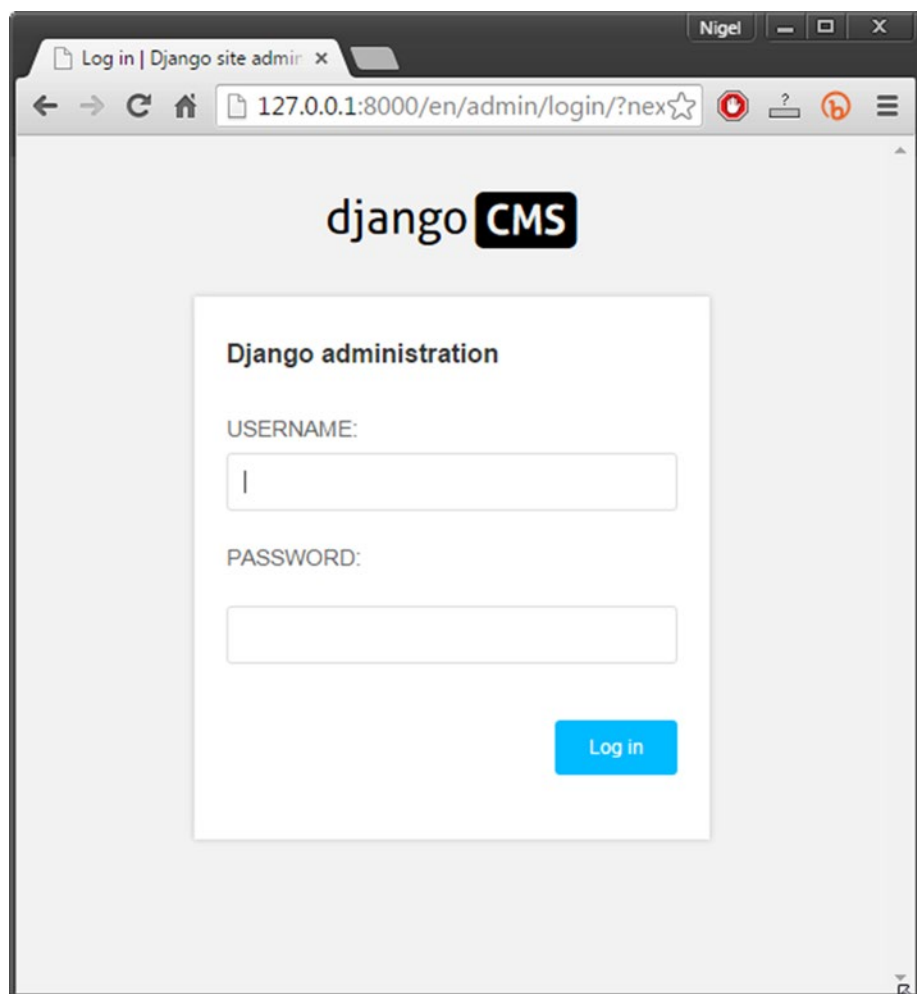 Nigel
Log in | Django site admin
127.0.0.1:8000/en/admin/login/?nex
django CMS
Django administration
USERNAME:
PASSWORD:
Log in